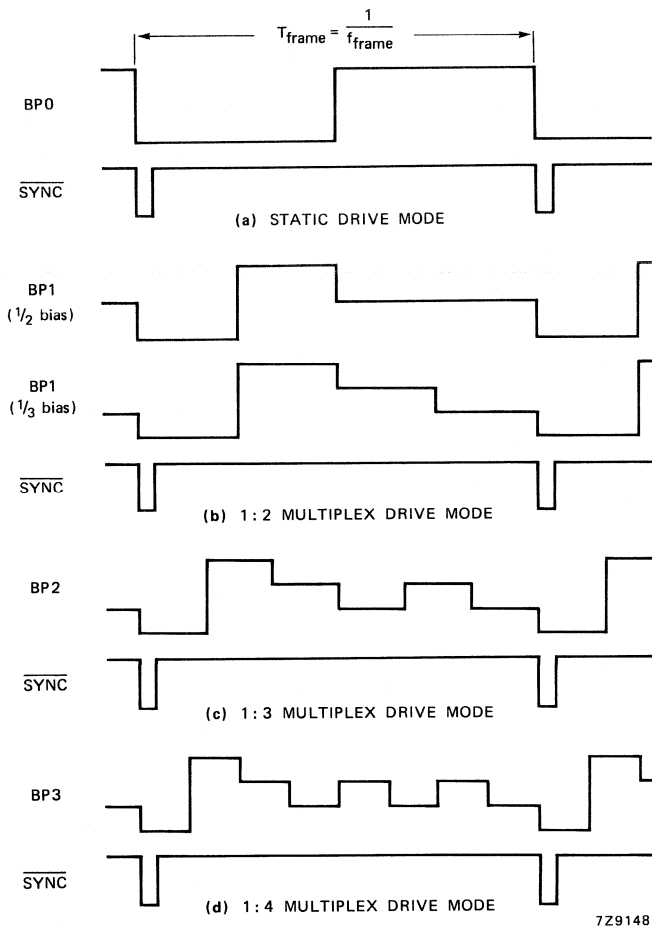 T_frame = 1 / f_frame
BP0
SYNC
(a) STATIC DRIVE MODE
BP1
(1/2 bias)
BP1
(1/3 bias)
SYNC
(b) 1 : 2 MULTIPLEX DRIVE MODE
BP2
SYNC
(c) 1 : 3 MULTIPLEX DRIVE MODE
BP3
SYNC
(d) 1 : 4 MULTIPLEX DRIVE MODE
7Z9148